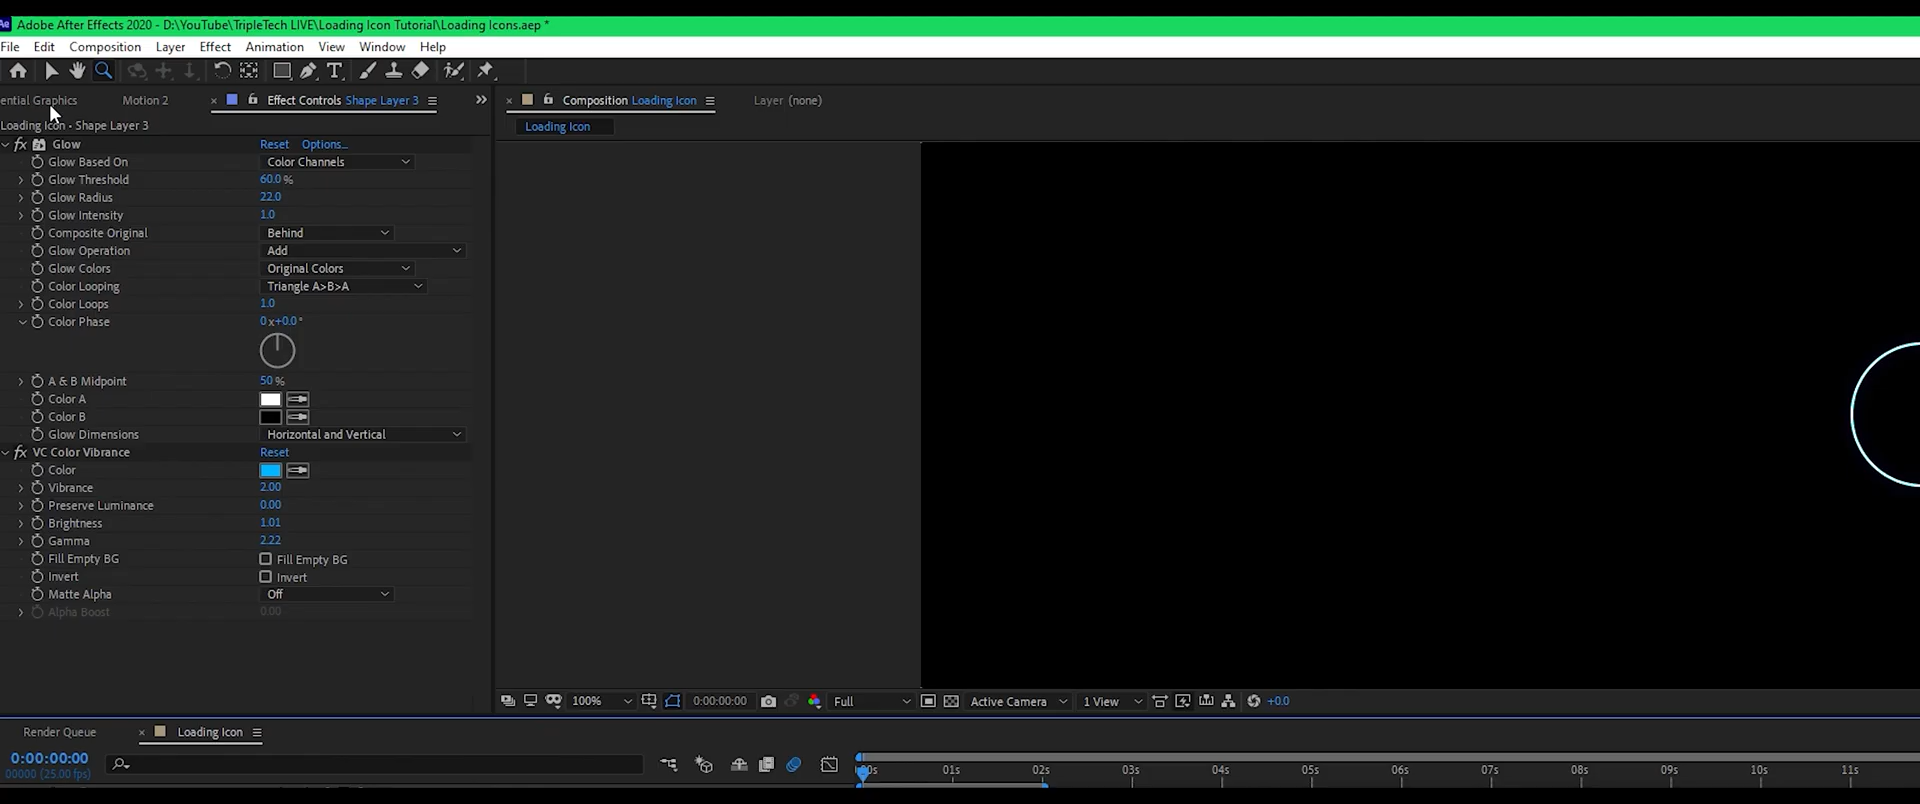 Ae Adobe After Effects 2020 - D:\YouTube\TripleTech LIVE\Loading Icon Tutorial\Loading Icons.aep *
File Edit Composition Layer Effect Animation View Window Help
ential Graphics Motion 2 × Effect Controls Shape Layer 3 × Composition Loading Icon Layer (none)
Loading Icon • Shape Layer 3
Loading Icon
fx Glow Reset Options...
Glow Based On Color Channels
Glow Threshold 60.0 %
Glow Radius 22.0
Glow Intensity 1.0
Composite Original Behind
Glow Operation Add
Glow Colors Original Colors
Color Looping Triangle A>B>A
Color Loops 1.0
Color Phase 0 x+0.0°
A & B Midpoint 50 %
Color A
Color B
Glow Dimensions Horizontal and Vertical
fx VC Color Vibrance Reset
Color
Vibrance 2.00
Preserve Luminance 0.00
Brightness 1.01
Gamma 2.22
Fill Empty BG Fill Empty BG
Invert Invert
Matte Alpha Off
Alpha Boost 0.00
100% 0:00:00:00 Full Active Camera 1 View +0.0
Render Queue × Loading Icon
0:00:00:00
00000 (25.00 fps)
01s 02s 03s 04s 05s 06s 07s 08s 09s 10s 11s